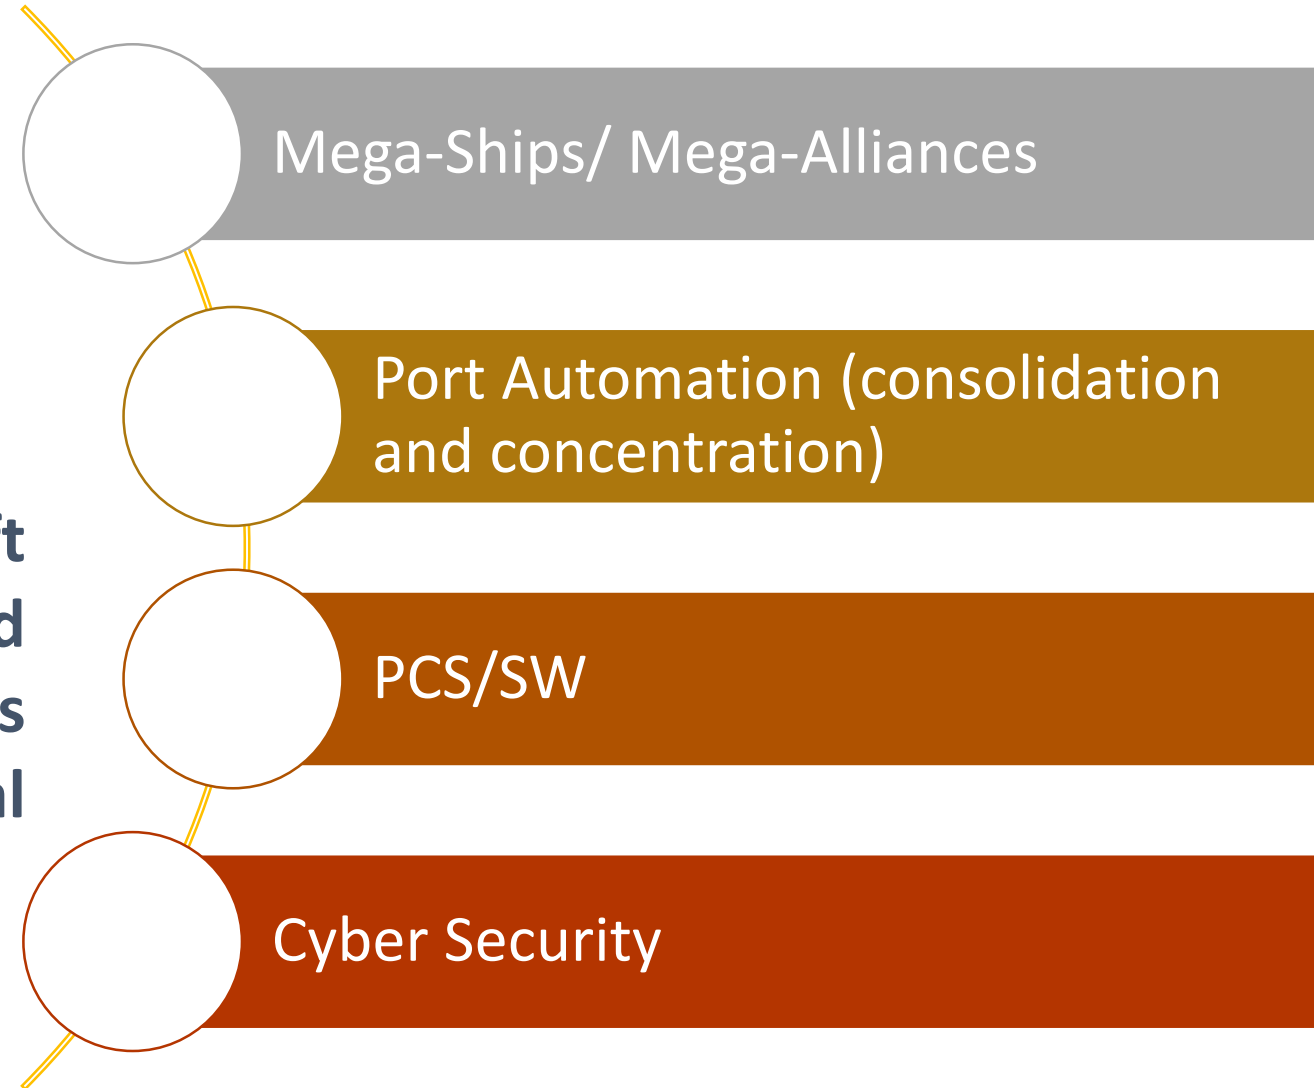 Mega-Ships/ Mega-Alliances
Port Automation (consolidation
and concentration)
PCS/SW
Cyber Security